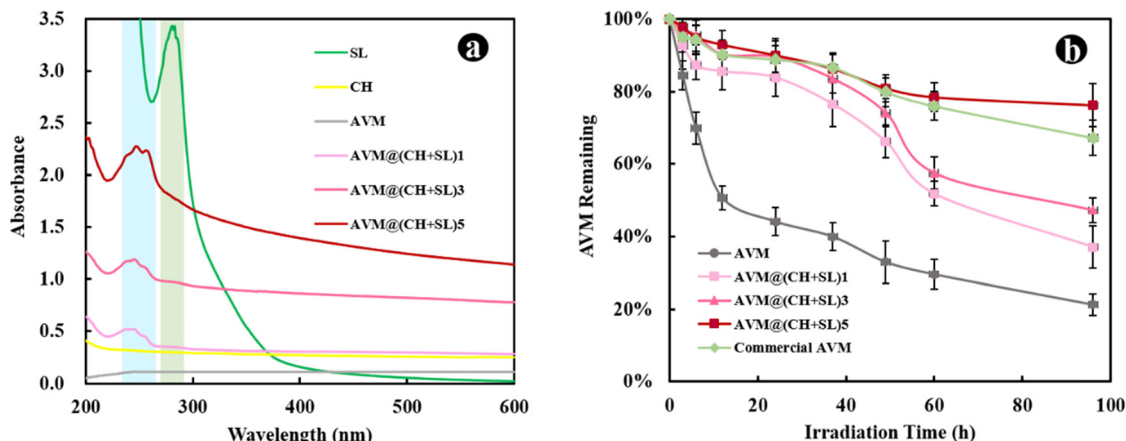 a
3.5
3.0
2.5
2.0
1.5
1.0
0.5
0.0
Absorbance
SL
CH
AVM
AVM@(CH+SL)1
AVM@(CH+SL)3
AVM@(CH+SL)5
200
300
400
500
600
Wavelength (nm)
b
100%
80%
60%
40%
20%
0%
AVM Remaining
AVM
AVM@(CH+SL)1
AVM@(CH+SL)3
AVM@(CH+SL)5
Commercial AVM
0
20
40
60
80
100
Irradiation Time (h)